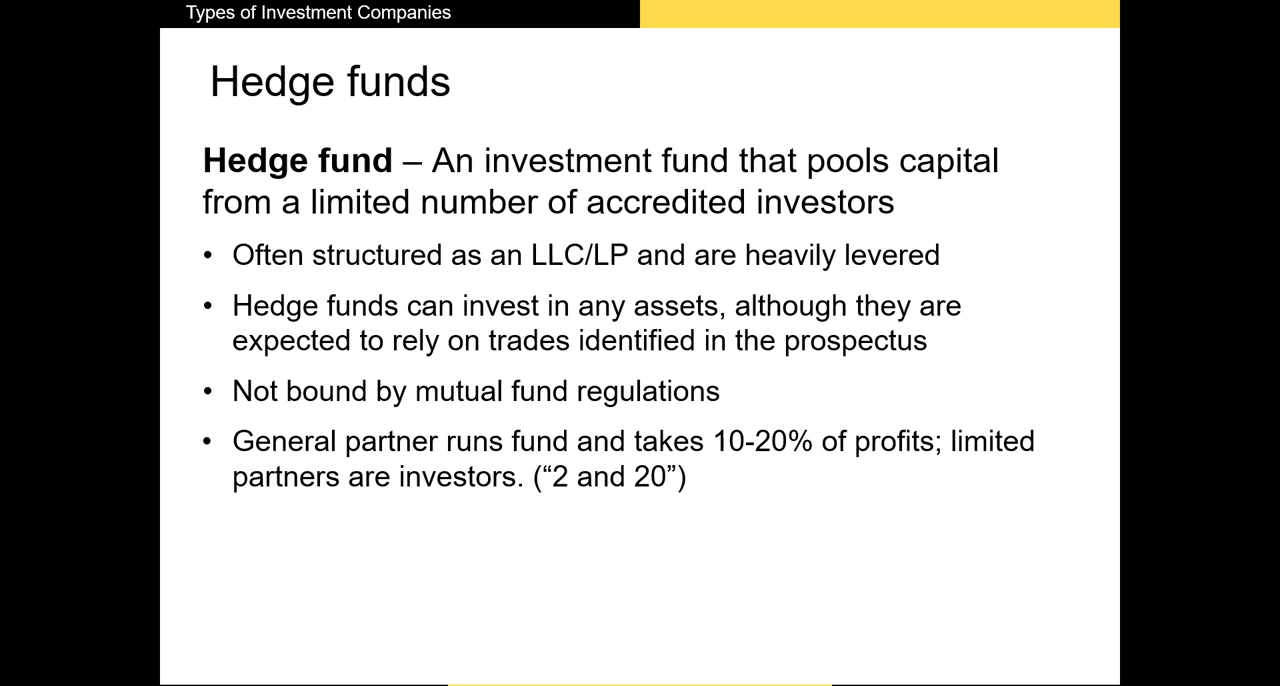 Types of Investment Companies
Hedge funds
Hedge fund – An investment fund that pools capital
from a limited number of accredited investors
• Often structured as an LLC/LP and are heavily levered
• Hedge funds can invest in any assets, although they are
expected to rely on trades identified in the prospectus
• Not bound by mutual fund regulations
• General partner runs fund and takes 10-20% of profits; limited
partners are investors. (“2 and 20”)